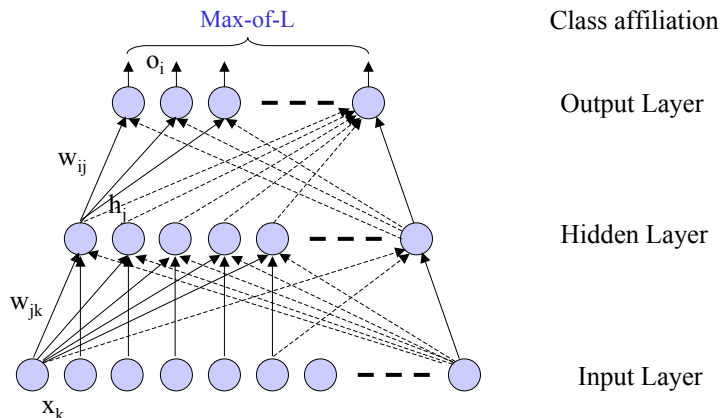 Max-of-L
Class affiliation
o_i
Output Layer
w_ij
h_j
Hidden Layer
w_jk
Input Layer
x_k